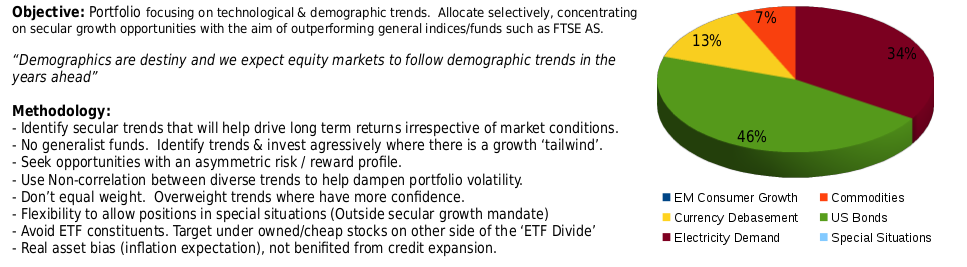 Objective: Portfolio focusing on technological & demographic trends. Allocate selectively, concentrating
on secular growth opportunities with the aim of outperforming general indices/funds such as FTSE AS.
“Demographics are destiny and we expect equity markets to follow demographic trends in the
years ahead”
Methodology:
- Identify secular trends that will help drive long term returns irrespective of market conditions.
- No generalist funds. Identify trends & invest agressively where there is a growth ‘tailwind’.
- Seek opportunities with an asymmetric risk / reward profile.
- Use Non-correlation between diverse trends to help dampen portfolio volatility.
- Don’t equal weight. Overweight trends where have more confidence.
- Flexibility to allow positions in special situations (Outside secular growth mandate)
- Avoid ETF constituents. Target under owned/cheap stocks on other side of the ‘ETF Divide’
- Real asset bias (inflation expectation), not benifited from credit expansion.
7%
13%
34%
46%
EM Consumer Growth
Commodities
Currency Debasement
US Bonds
Electricity Demand
Special Situations